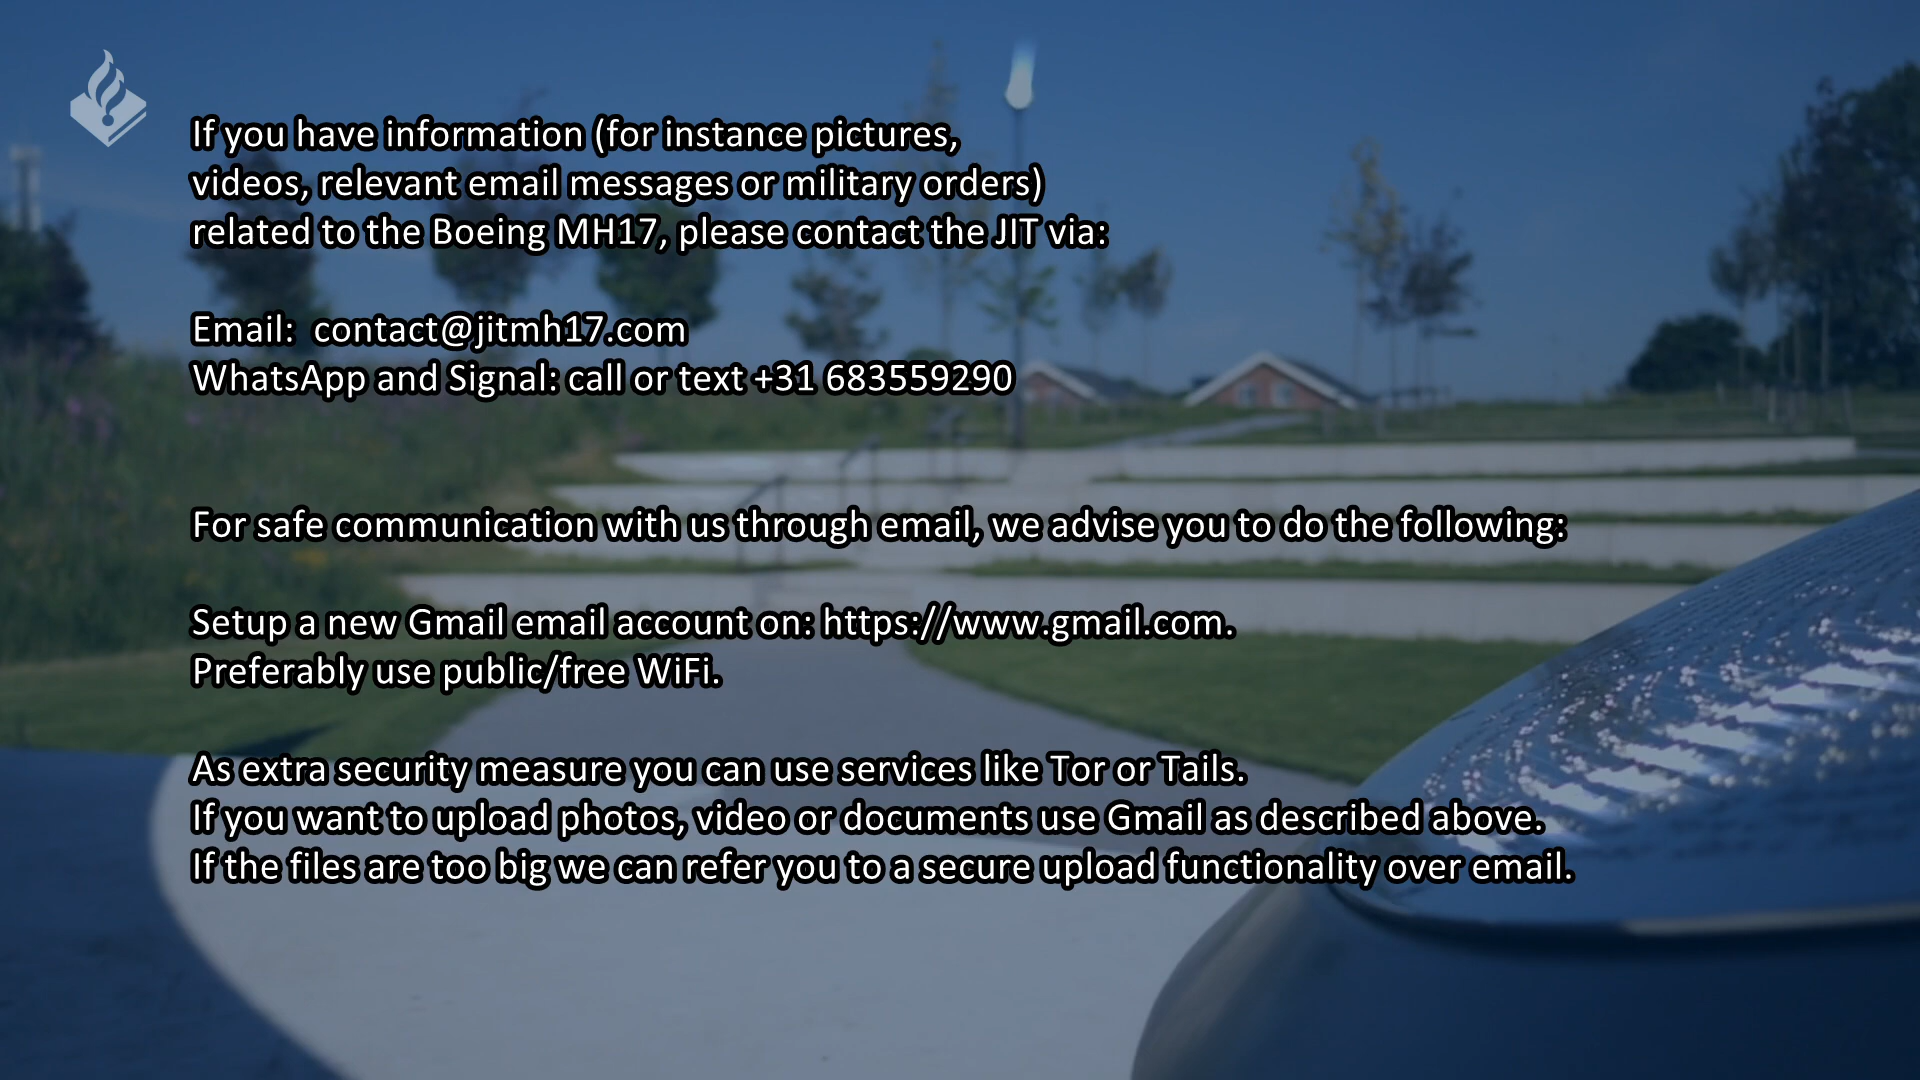 If you have information (for instance pictures,
videos, relevant email messages or military orders)
related to the Boeing MH17, please contact the JIT via:
Email:  contact@jitmh17.com
WhatsApp and Signal: call or text +31 683559290
For safe communication with us through email, we advise you to do the following:
Setup a new Gmail email account on: https://www.gmail.com.
Preferably use public/free WiFi.
As extra security measure you can use services like Tor or Tails.
If you want to upload photos, video or documents use Gmail as described above.
If the files are too big we can refer you to a secure upload functionality over email.